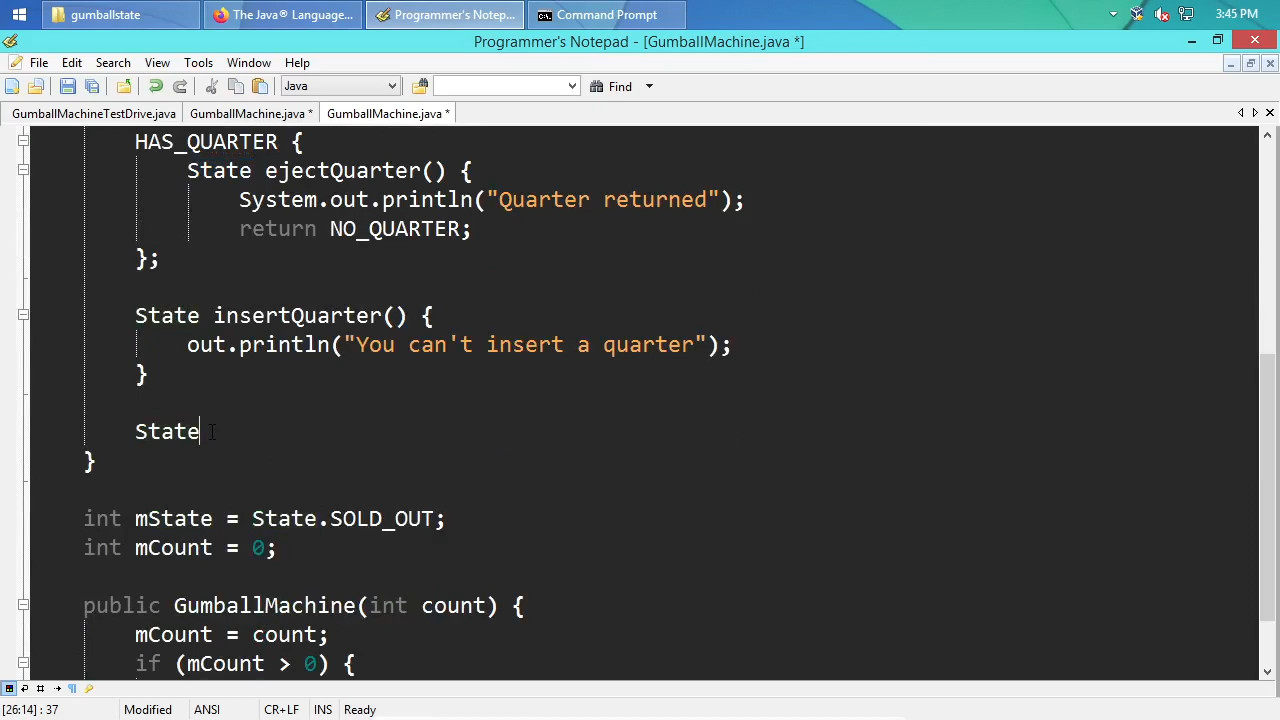 gumballstate
The Java® Language...
Programmer's Notep...
Command Prompt
3:45 PM
Programmer's Notepad - [GumballMachine.java *]
File Edit Search View Tools Window Help
Java
Find
GumballMachineTestDrive.java GumballMachine.java * GumballMachine.java *
HAS_QUARTER {
State ejectQuarter() {
System.out.println("Quarter returned");
return NO_QUARTER;
};
State insertQuarter() {
out.println("You can't insert a quarter");
}
State
}
int mState = State.SOLD_OUT;
int mCount = 0;
public GumballMachine(int count) {
mCount = count;
if (mCount > 0) {
[26:14] : 37 Modified ANSI CR+LF INS Ready